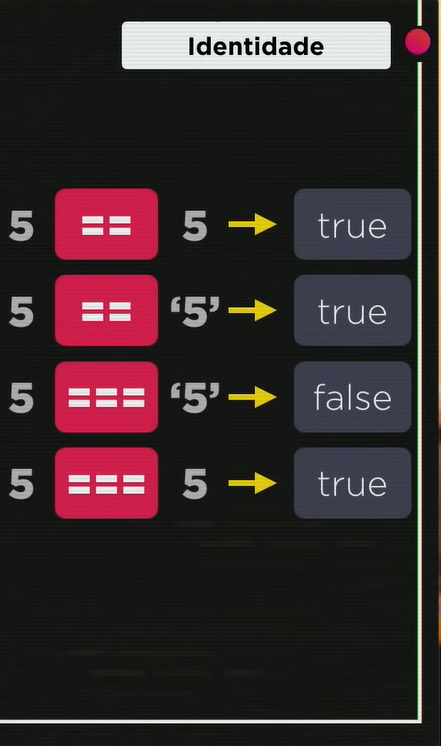 Identidade
5 == 5 → true
5 == ‘5’ → true
5 === ‘5’ → false
5 === 5 → true